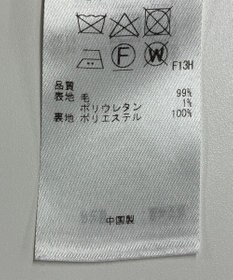 F
W
F13H
品質
表地 毛 99%
ポリウレタン 1%
裏地 ポリエステル 100%
中国製